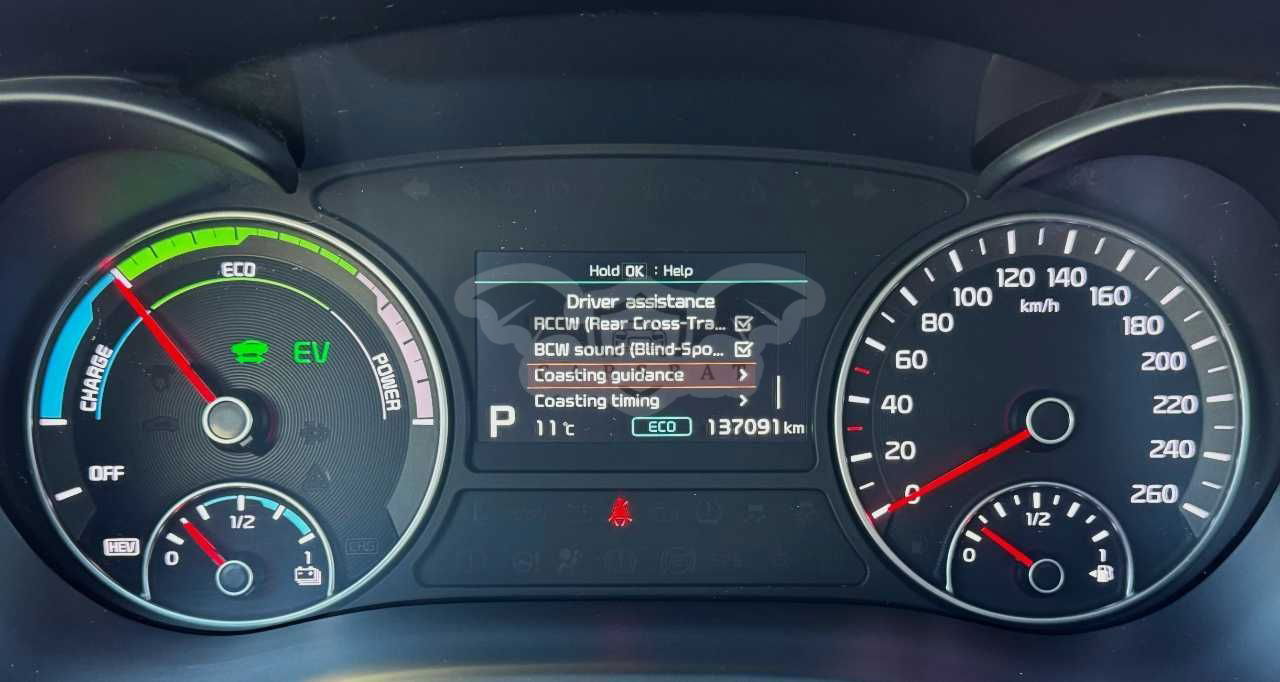 Hold OK : Help
Driver assistance
RCCW (Rear Cross-Tra...
BCW sound (Blind-Spo...
Coasting guidance
Coasting timing
P 11°C ECO 137091 km
ECO
CHARGE
POWER
EV
OFF
HEV
0 1/2 1
0 20 40 60 80 100 120 140 160 180 200 220 240 260
km/h
0 1/2 1